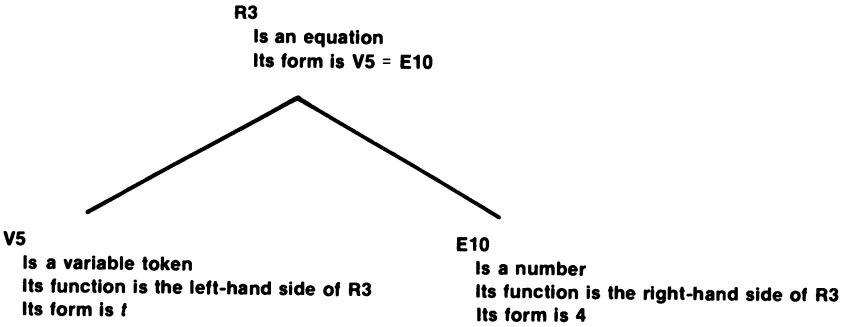 R3
Is an equation
Its form is V5 = E10
V5
Is a variable token
Its function is the left-hand side of R3
Its form is t
E10
Is a number
Its function is the right-hand side of R3
Its form is 4